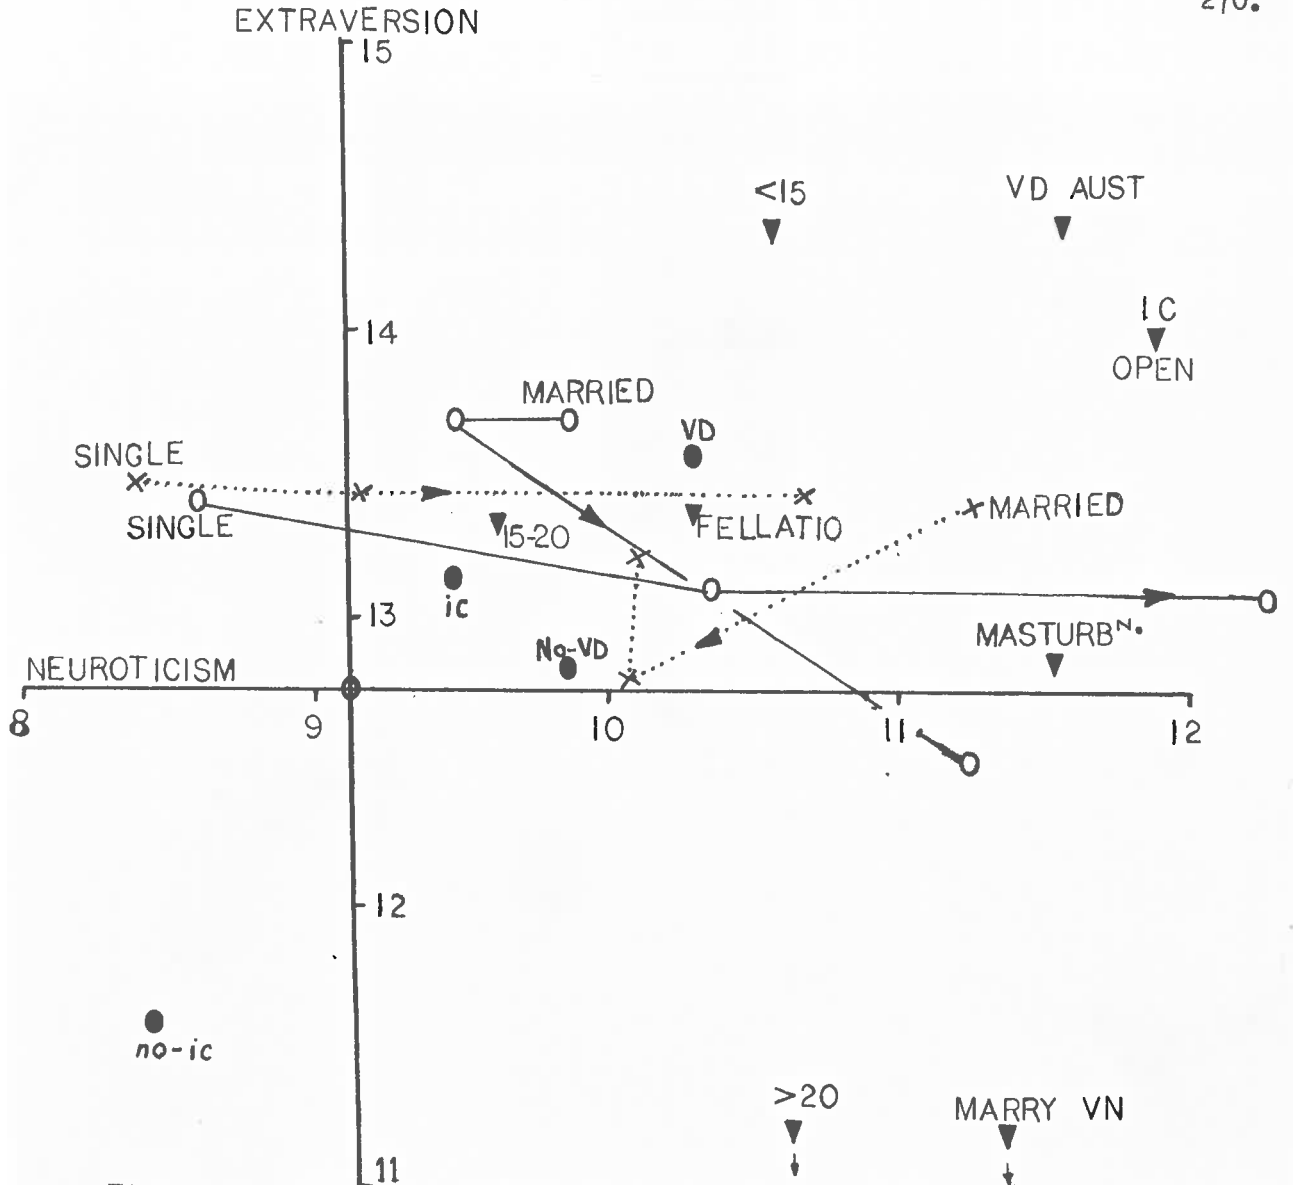 270.
EXTRAVERSION
15
<15
VD AUST
14
IC
OPEN
MARRIED
VD
SINGLE
SINGLE
15-20
FELLATIO
MARRIED
ic
13
No-VD
MASTURBᴺ.
NEUROTICISM
8
9
10
11
12
12
no-ic
>20
MARRY VN
11